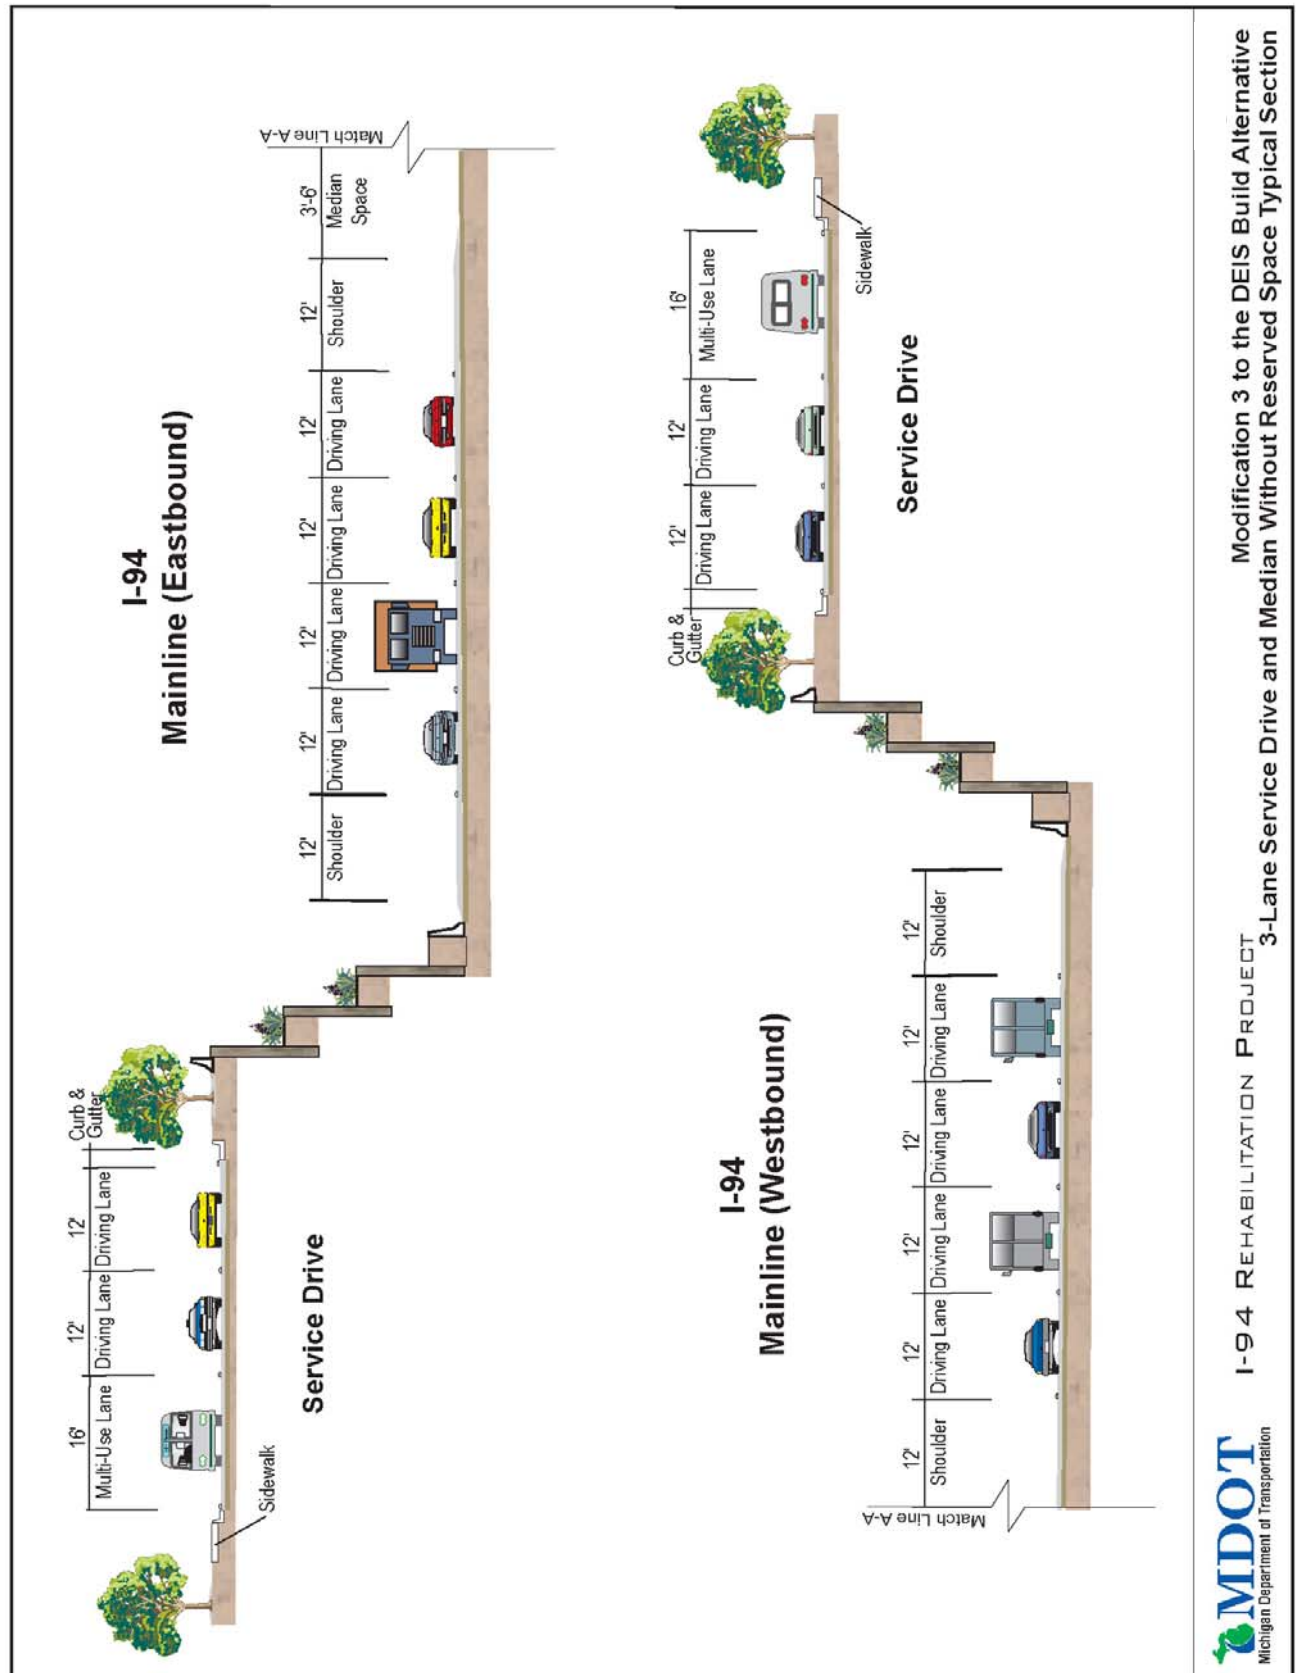 I-94
Mainline (Eastbound)
16' 12' 12' Curb &
Multi-Use Lane Driving Lane Driving Lane Gutter
Sidewalk
Service Drive
12' 12' 12' 12' 12' 12' 3'-6'
Shoulder Driving Lane Driving Lane Driving Lane Driving Lane Shoulder Median
Space
Match Line A-A
I-94
Mainline (Westbound)
Match Line A-A
12' 12' 12' 12' 12' 12'
Shoulder Driving Lane Driving Lane Driving Lane Driving Lane Shoulder
Curb & 12' 12' 16'
Gutter Driving Lane Driving Lane Multi-Use Lane
Sidewalk
Service Drive
MDOT
Michigan Department of Transportation
I-94 REHABILITATION PROJECT
Modification 3 to the DEIS Build Alternative
3-Lane Service Drive and Median Without Reserved Space Typical Section